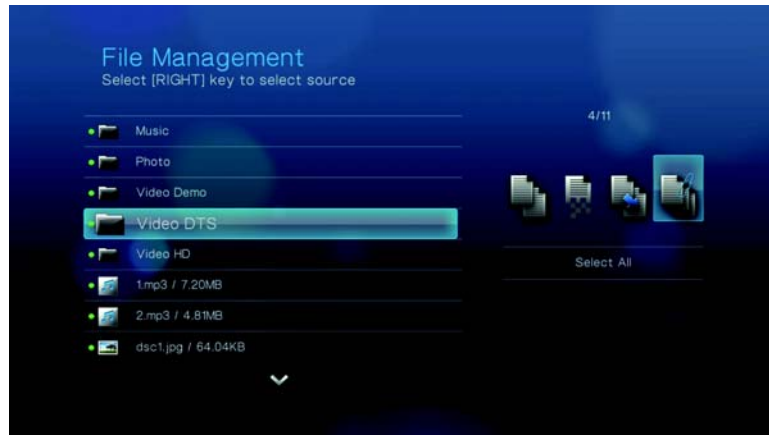 File Management
Select [RIGHT] key to select source
4/11
Music
Photo
Video Demo
Video DTS
Video HD
Select All
1.mp3 / 7.20MB
2.mp3 / 4.81MB
dsc1.jpg / 64.04KB